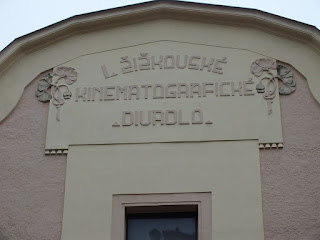 I. ŽIŽKOVSKÉ
KINEMATOGRAFICKÉ
DIVADLO